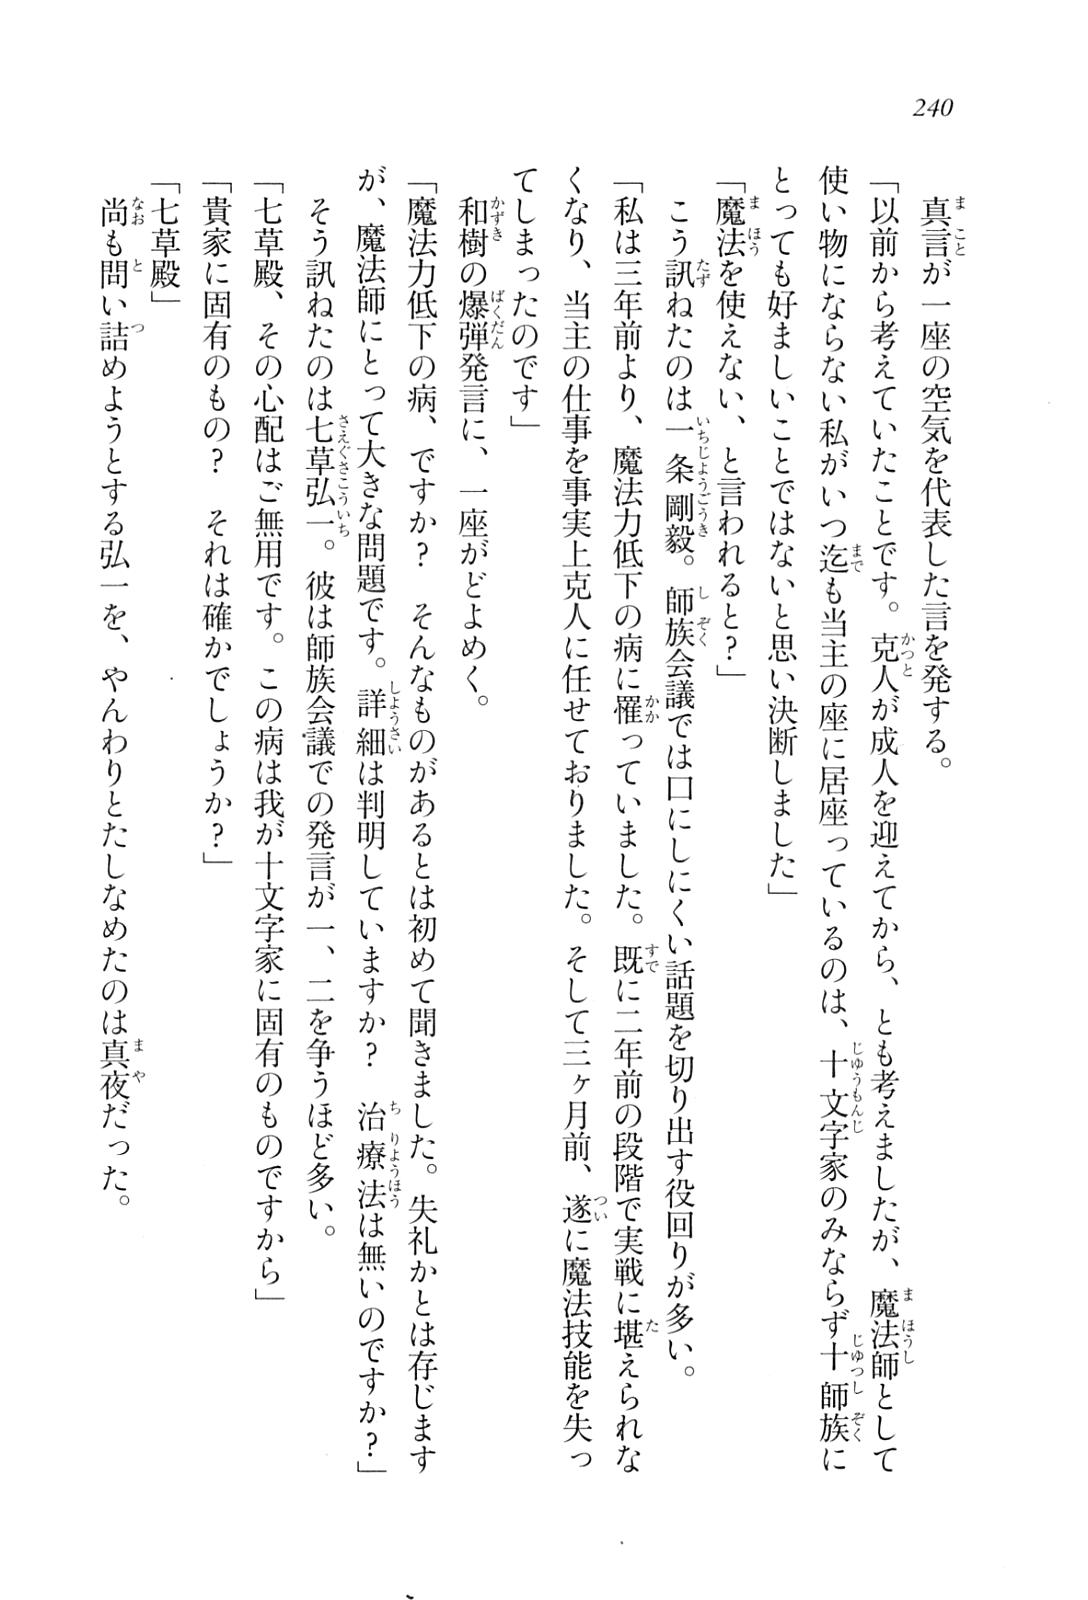 240
真言が一座の空気を代表した言を発する。
「以前から考えていたことです。克人が成人を迎えてから、とも考えましたが、魔法師として
使い物にならない私がいつ迄も当主の座に居座っているのは、十文字家のみならず十師族に
とっても好ましいことではないと思い決断しました」
「魔法を使えない、と言われると？」
こう訊ねたのは一条剛毅。師族会議では口にしにくい話題を切り出す役回りが多い。
「私は三年前より、魔法力低下の病に罹っていました。既に二年前の段階で実戦に堪えられな
くなり、当主の仕事を事実上克人に任せておりました。そして三ヶ月前、遂に魔法技能を失っ
てしまったのです」
和樹の爆弾発言に、一座がどよめく。
「魔法力低下の病、ですか？　そんなものがあるとは初めて聞きました。失礼かとは存じます
が、魔法師にとって大きな問題です。詳細は判明していますか？　治療法は無いのですか？」
そう訊ねたのは七草弘一。彼は師族会議での発言が一、二を争うほど多い。
「七草殿、その心配はご無用です。この病は我が十文字家に固有のものですから」
「貴家に固有のもの？　それは確かでしょうか？」
「七草殿」
尚も問い詰めようとする弘一を、やんわりとたしなめたのは真夜だった。